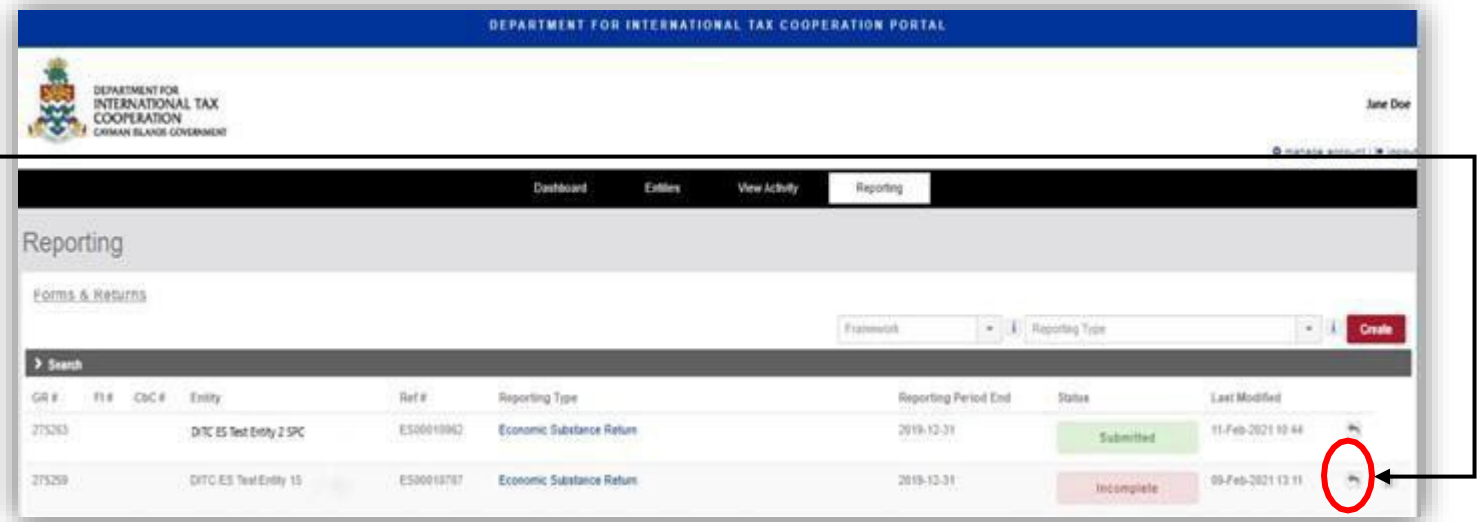 DEPARTMENT FOR INTERNATIONAL TAX COOPERATION PORTAL
DEPARTMENT FOR
INTERNATIONAL TAX
COOPERATION
CAYMAN ISLANDS GOVERNMENT
Jane Doe
manage account
Dashboard Entities View Activity Reporting
Reporting
Forms & Returns
Framework i Reporting Type i Create
Search
GR # FI # CbC # Entity Ref # Reporting Type Reporting Period End Status Last Modified
275263 DITC ES Test Entity 2 SPC Economic Substance Return 2019-12-31 Submitted 11-Feb-2021 10:44
275259 DITC ES Test Entity 15 Economic Substance Return 2019-12-31 Incomplete 09-Feb-2021 13:11